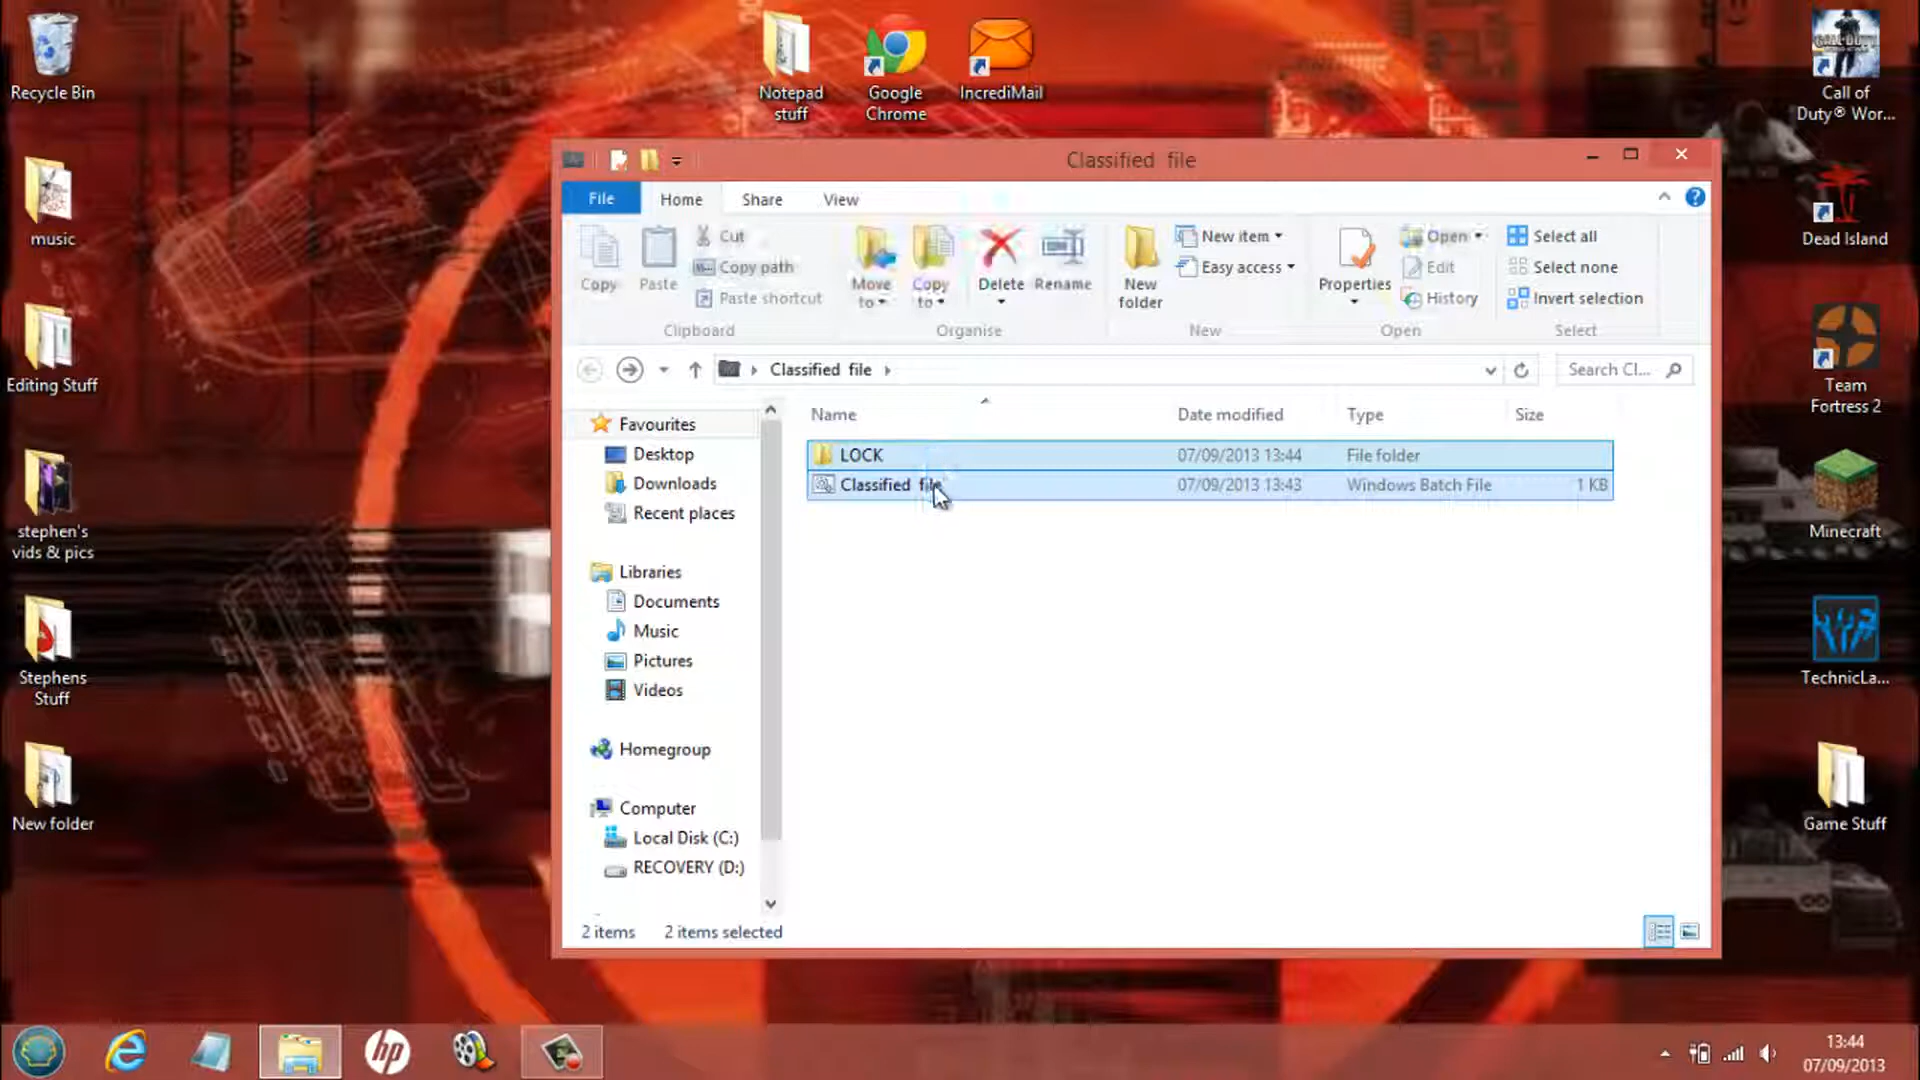 Recycle Bin
music
Editing Stuff
stephen's
vids & pics
Stephens
Stuff
New folder
Notepad
stuff
Google
Chrome
IncrediMail
Call of
Duty® Wor...
Dead Island
Team
Fortress 2
Minecraft
TechnicLa...
Game Stuff
Classified file
File
Home
Share
View
Copy
Paste
Cut
Copy path
Paste shortcut
Clipboard
Move
to
Copy
to
Delete
Rename
Organise
New
folder
New item
Easy access
New
Properties
Open
Edit
History
Open
Select all
Select none
Invert selection
Select
Classified file
Search Cl...
Favourites
Desktop
Downloads
Recent places
Libraries
Documents
Music
Pictures
Videos
Homegroup
Computer
Local Disk (C:)
RECOVERY (D:)
Name Date modified Type Size
LOCK 07/09/2013 13:44 File folder
Classified file 07/09/2013 13:43 Windows Batch File 1 KB
2 items 2 items selected
hp
13:44
07/09/2013